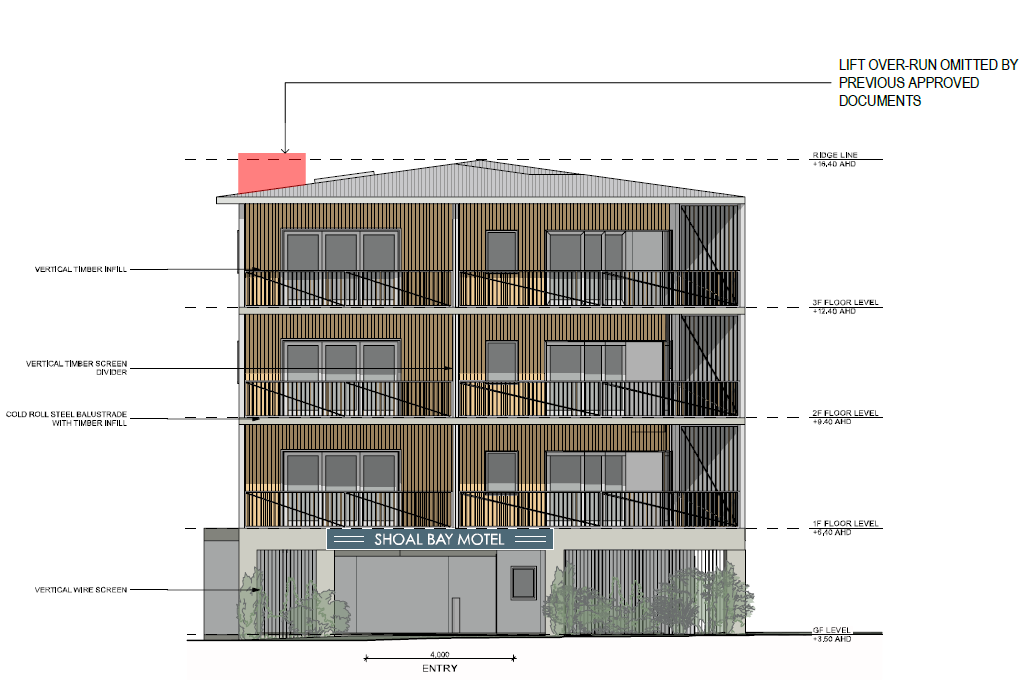 LIFT OVER-RUN OMITTED BY
PREVIOUS APPROVED
DOCUMENTS
RIDGE LINE
+16,40 AHD
VERTICAL TIMBER INFILL
3F FLOOR LEVEL
+12,40 AHD
VERTICAL TIMBER SCREEN
DIVIDER
COLD ROLL STEEL BALUSTRADE
WITH TIMBER INFILL
2F FLOOR LEVEL
+9,40 AHD
1F FLOOR LEVEL
+6,40 AHD
SHOAL BAY MOTEL
VERTICAL WIRE SCREEN
GF LEVEL
+3,50 AHD
4,000
ENTRY